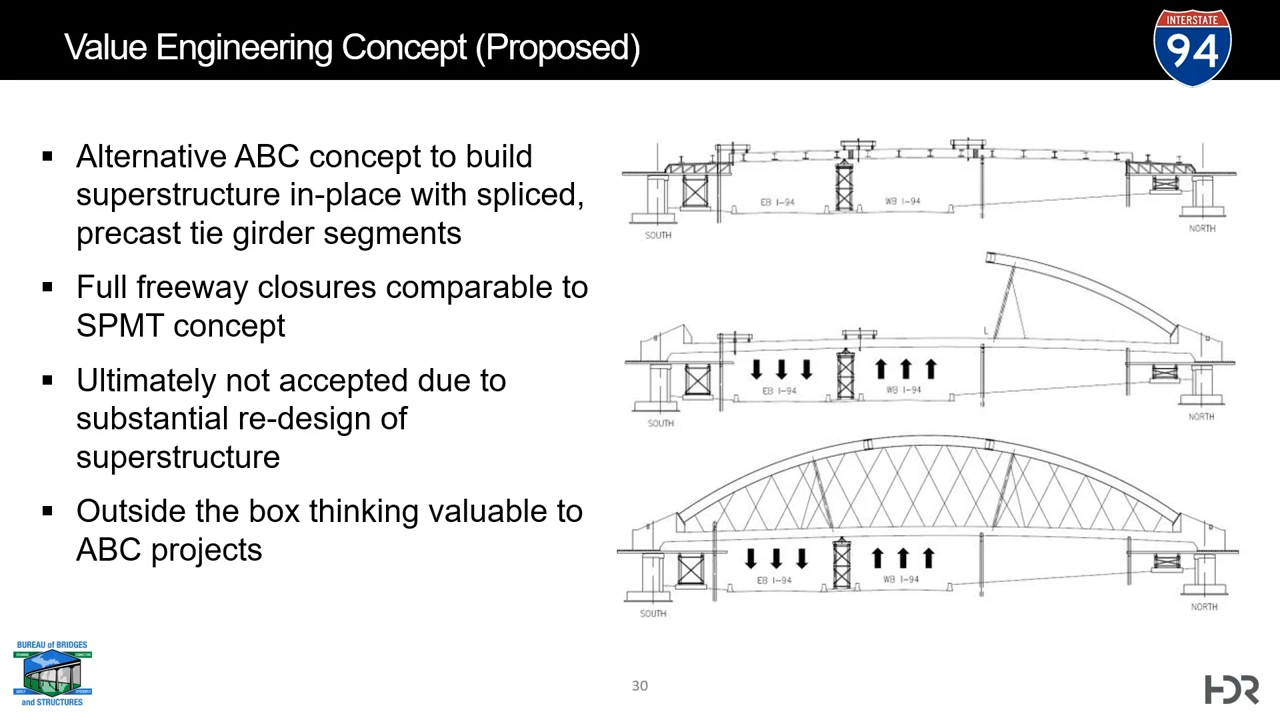 Value Engineering Concept (Proposed)
INTERSTATE
94
▪ Alternative ABC concept to build
superstructure in-place with spliced,
precast tie girder segments
▪ Full freeway closures comparable to
SPMT concept
▪ Ultimately not accepted due to
substantial re-design of
superstructure
▪ Outside the box thinking valuable to
ABC projects
EB I-94
WB I-94
SOUTH
NORTH
L
EB I-94
WB I-94
SOUTH
NORTH
EB I-94
WB I-94
SOUTH
NORTH
BUREAU of BRIDGES
and STRUCTURES
30
HDR